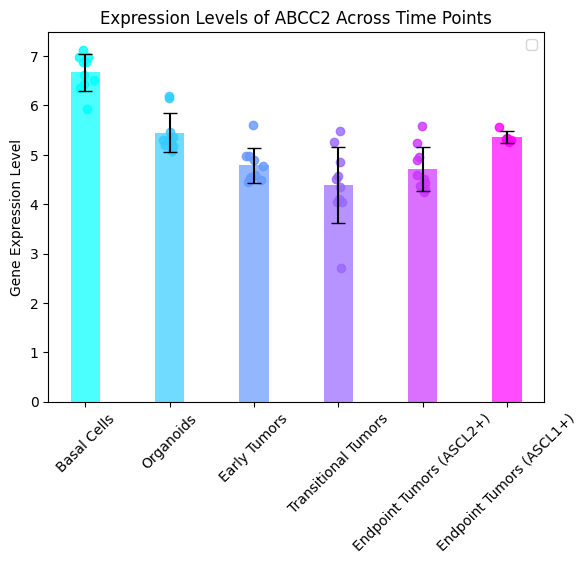 Expression Levels of ABCC2 Across Time Points
Gene Expression Level
7
6
5
4
3
2
1
0
Basal Cells
Organoids
Early Tumors
Transitional Tumors
Endpoint Tumors (ASCL2+)
Endpoint Tumors (ASCL1+)